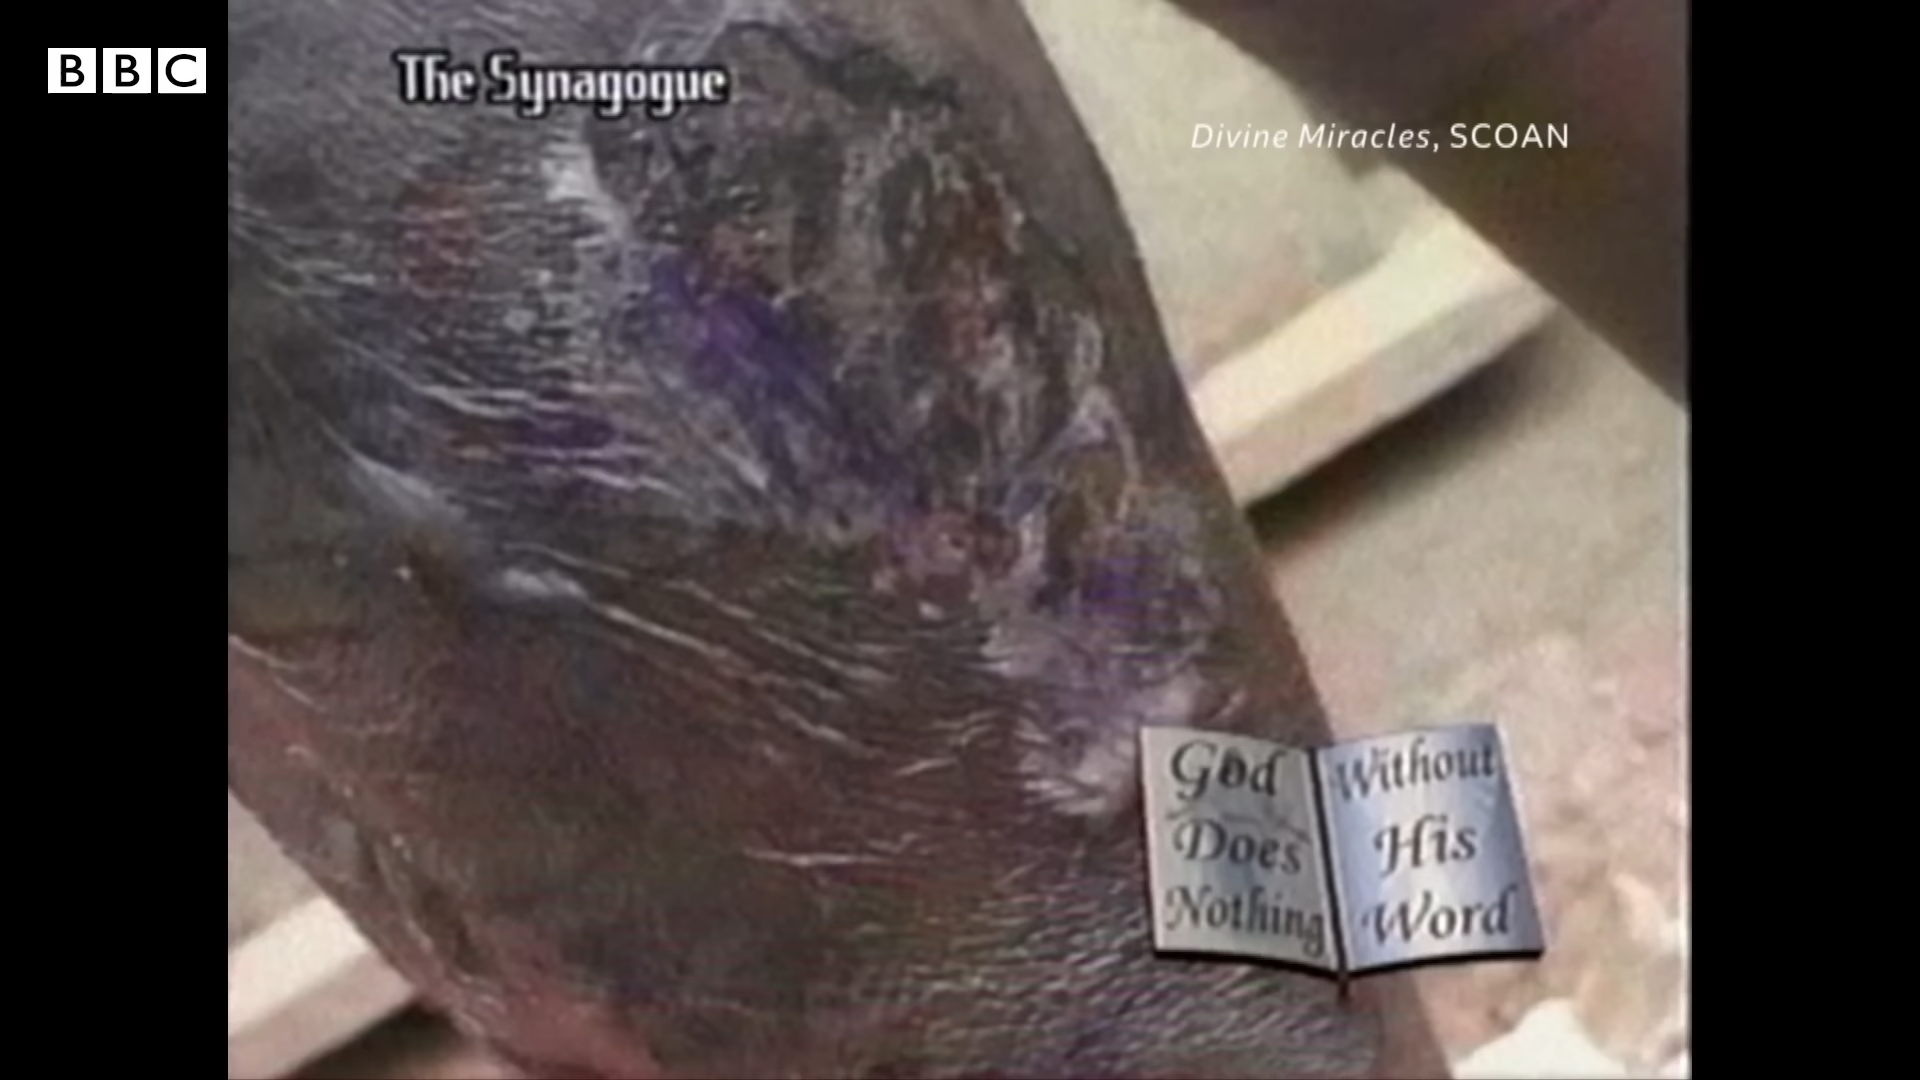 BBC
The Synagogue
Divine Miracles, SCOAN
God
Does
Nothing
Without
His
Word